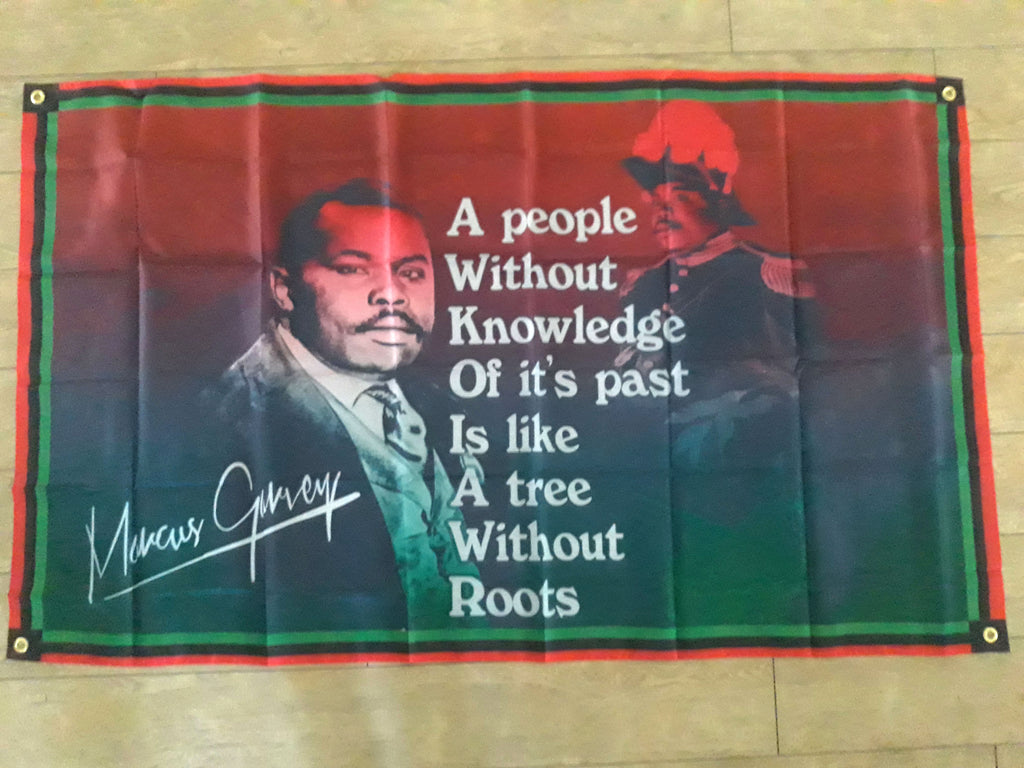 A people
Without
Knowledge
Of it's past
Is like
A tree
Without
Roots
Marcus Garvey